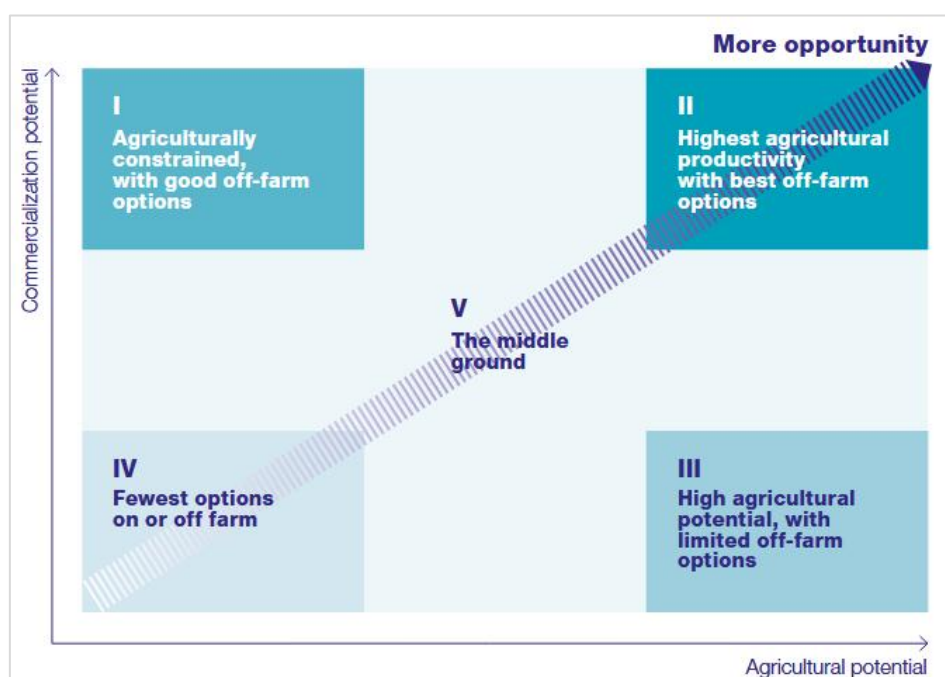 More opportunity
Commercialization potential
I
Agriculturally
constrained,
with good off-farm
options
II
Highest agricultural
productivity
with best off-farm
options
V
The middle
ground
IV
Fewest options
on or off farm
III
High agricultural
potential, with
limited off-farm
options
Agricultural potential